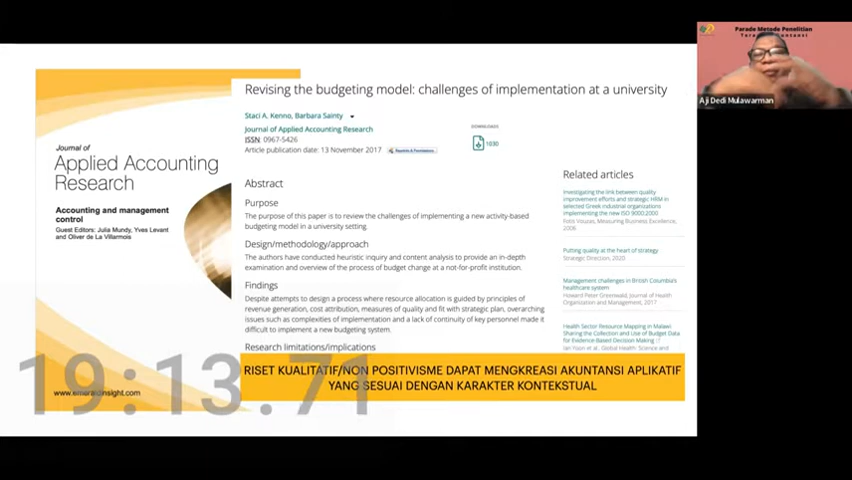 Revising the budgeting model: challenges of implementation at a university
Staci A. Kenno, Barbara Sainty
Journal of Applied Accounting Research
ISSN: 0967-5426
Article publication date: 13 November 2017
Reprints & Permissions
DOWNLOADS
1030
Abstract
Purpose
The purpose of this paper is to review the challenges of implementing a new activity-based
budgeting model in a university setting.
Design/methodology/approach
The authors have conducted heuristic inquiry and content analysis to provide an in-depth
examination and overview of the process of budget change at a not-for-profit institution.
Findings
Despite attempts to design a process where resource allocation is guided by principles of
revenue generation, cost attribution, measures of quality and fit with strategic plan, overarching
issues such as complexities of implementation and a lack of continuity of key personnel made it
difficult to implement a new budgeting system.
Research limitations/implications
Related articles
Investigating the link between quality
improvement efforts and strategic HRM in
selected Greek industrial organizations
implementing the new ISO 9000:2000
Fotis Vouzas, Measuring Business Excellence,
2006
Putting quality at the heart of strategy
Strategic Direction, 2020
Management challenges in British Columbia's
healthcare system
Howard Peter Greenwald, Journal of Health
Organization and Management, 2017
Health Sector Resource Mapping in Malawi:
Sharing the Collection and Use of Budget Data
for Evidence-Based Decision Making
Ian Yoon et al., Global Health: Science and
Journal of
Applied Accounting
Research
Accounting and management
control
Guest Editors: Julia Mundy, Yves Levant
and Oliver de La Villarmois
www.emeraldinsight.com
19:13.71
RISET KUALITATIF/NON POSITIVISME DAPAT MENGKREASI AKUNTANSI APLIKATIF
YANG SESUAI DENGAN KARAKTER KONTEKSTUAL
Parade Metode Penelitian
Aji Dedi Mulawarman